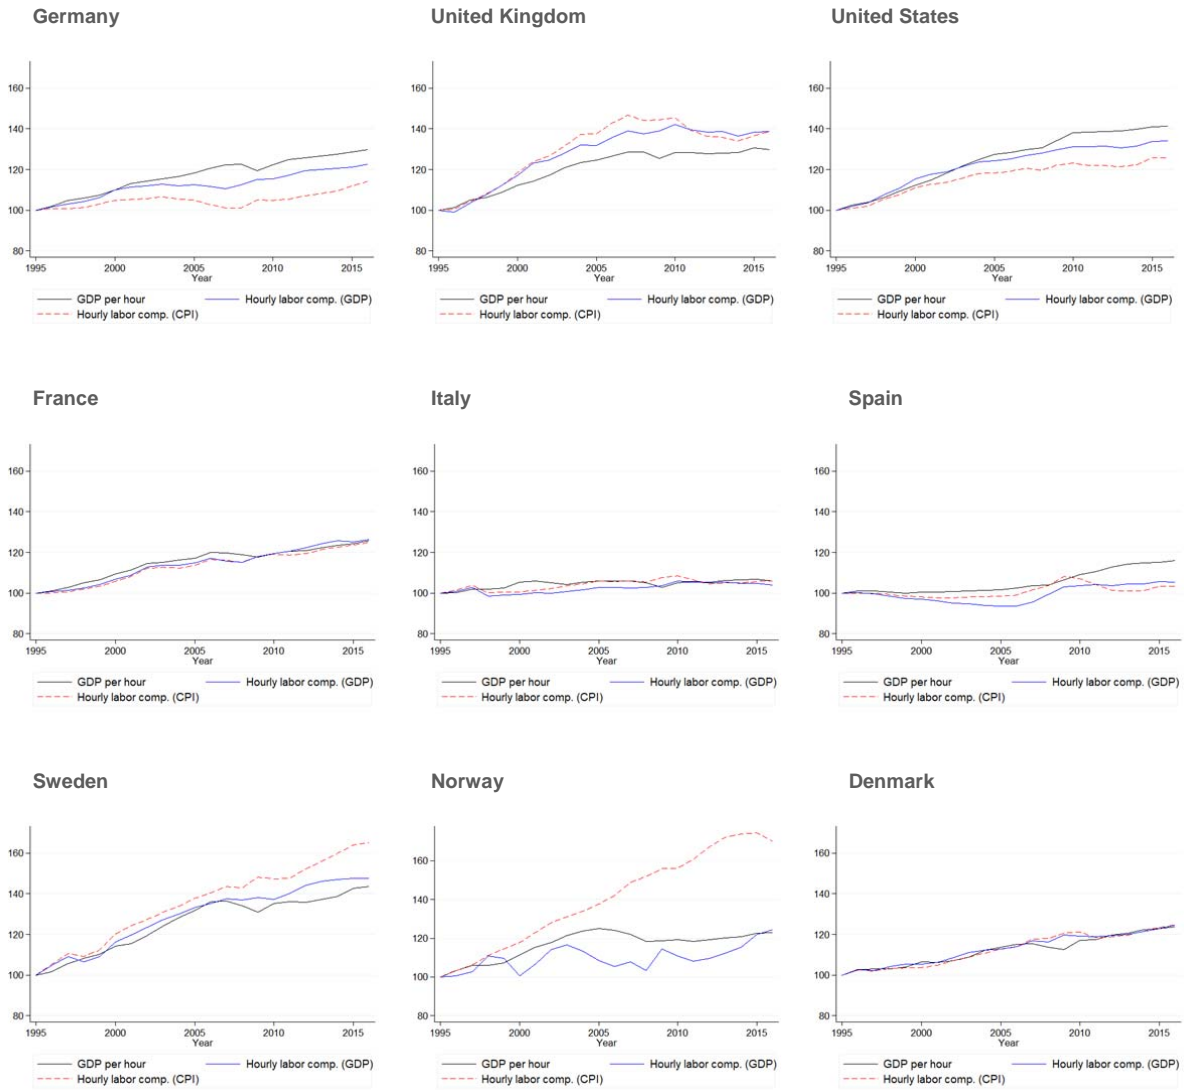 Germany
160
140
120
100
80
1995 2000 2005 2010 2015
Year
GDP per hour Hourly labor comp. (GDP)
Hourly labor comp. (CPI)
United Kingdom
160
140
120
100
80
1995 2000 2005 2010 2015
Year
GDP per hour Hourly labor comp. (GDP)
Hourly labor comp. (CPI)
United States
160
140
120
100
80
1995 2000 2005 2010 2015
Year
GDP per hour Hourly labor comp. (GDP)
Hourly labor comp. (CPI)
France
160
140
120
100
80
1995 2000 2005 2010 2015
Year
GDP per hour Hourly labor comp. (GDP)
Hourly labor comp. (CPI)
Italy
160
140
120
100
80
1995 2000 2005 2010 2015
Year
GDP per hour Hourly labor comp. (GDP)
Hourly labor comp. (CPI)
Spain
160
140
120
100
80
1995 2000 2005 2010 2015
Year
GDP per hour Hourly labor comp. (GDP)
Hourly labor comp. (CPI)
Sweden
160
140
120
100
80
1995 2000 2005 2010 2015
Year
GDP per hour Hourly labor comp. (GDP)
Hourly labor comp. (CPI)
Norway
160
140
120
100
80
1995 2000 2005 2010 2015
Year
GDP per hour Hourly labor comp. (GDP)
Hourly labor comp. (CPI)
Denmark
160
140
120
100
80
1995 2000 2005 2010 2015
Year
GDP per hour Hourly labor comp. (GDP)
Hourly labor comp. (CPI)